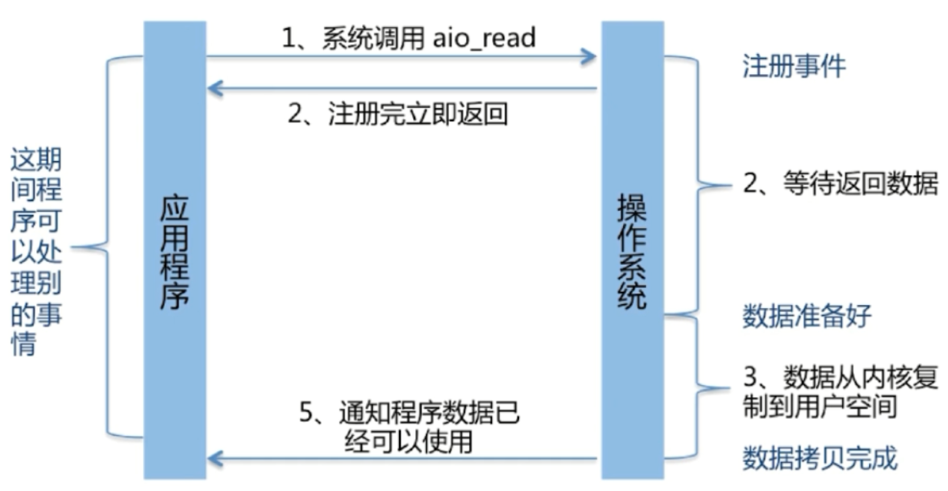 1、系统调用 aio_read
注册事件
2、注册完立即返回
这期
间程
序可
以处
理别
的事
情
应用程序
操作系统
2、等待返回数据
数据准备好
3、数据从内核复
制到用户空间
5、通知程序数据已
经可以使用
数据拷贝完成